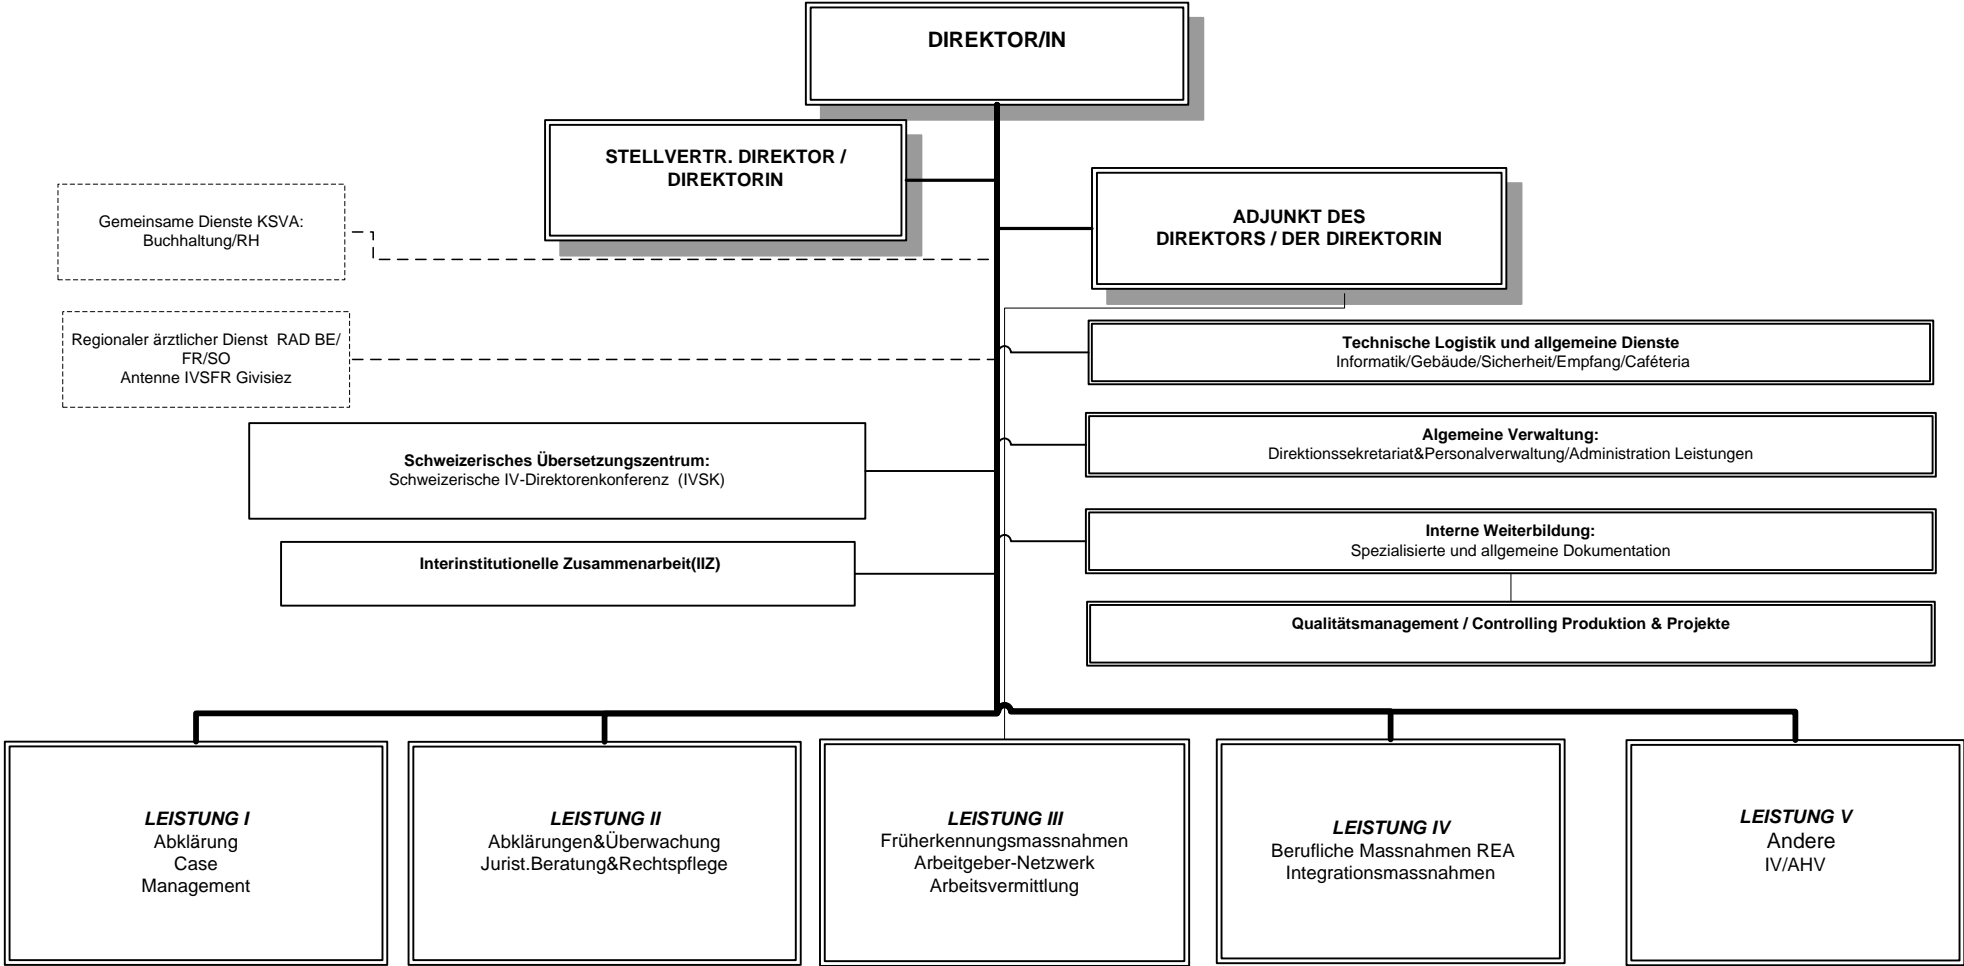 DIREKTOR/IN
STELLVERTR. DIREKTOR /
DIREKTORIN
ADJUNKT DES
DIREKTORS / DER DIREKTORIN
Gemeinsame Dienste KSVA:
Buchhaltung/RH
Regionaler ärztlicher Dienst RAD BE/
FR/SO
Antenne IVSFR Givisiez
Technische Logistik und allgemeine Dienste
Informatik/Gebäude/Sicherheit/Empfang/Caféteria
Schweizerisches Übersetzungszentrum:
Schweizerische IV-Direktorenkonferenz (IVSK)
Algemeine Verwaltung:
Direktionssekretariat&Personalverwaltung/Administration Leistungen
Interinstitutionelle Zusammenarbeit(IIZ)
Interne Weiterbildung:
Spezialisierte und allgemeine Dokumentation
Qualitätsmanagement / Controlling Produktion & Projekte
LEISTUNG I
Abklärung
Case
Management
LEISTUNG II
Abklärungen&Überwachung
Jurist.Beratung&Rechtspflege
LEISTUNG III
Früherkennungsmassnahmen
Arbeitgeber-Netzwerk
Arbeitsvermittlung
LEISTUNG IV
Berufliche Massnahmen REA
Integrationsmassnahmen
LEISTUNG V
Andere
IV/AHV